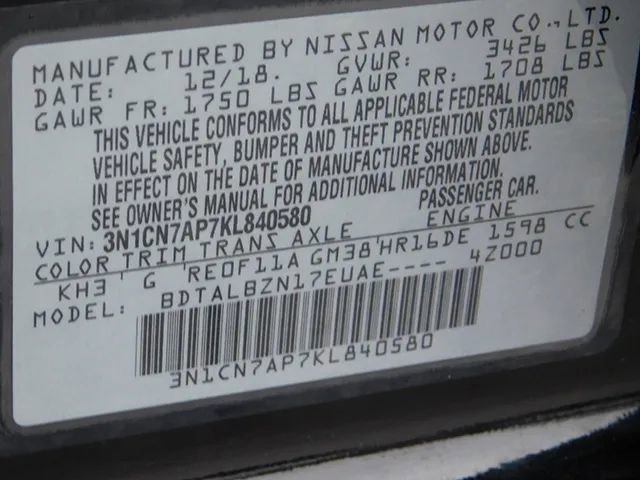 MANUFACTURED BY NISSAN MOTOR CO., LTD.
DATE: 12/18. GVWR: 3426 LBS
GAWR FR: 1750 LBS GAWR RR: 1708 LBS
THIS VEHICLE CONFORMS TO ALL APPLICABLE FEDERAL MOTOR
VEHICLE SAFETY, BUMPER AND THEFT PREVENTION STANDARDS
IN EFFECT ON THE DATE OF MANUFACTURE SHOWN ABOVE.
SEE OWNER'S MANUAL FOR ADDITIONAL INFORMATION.
VIN: 3N1CN7AP7KL840580 PASSENGER CAR.
COLOR TRIM TRANS AXLE ENGINE
KH3 G RE0F11A GM38 HR16DE 1598 CC
MODEL: BDTALBZN17EUAE---- 4Z000
3N1CN7AP7KL840580